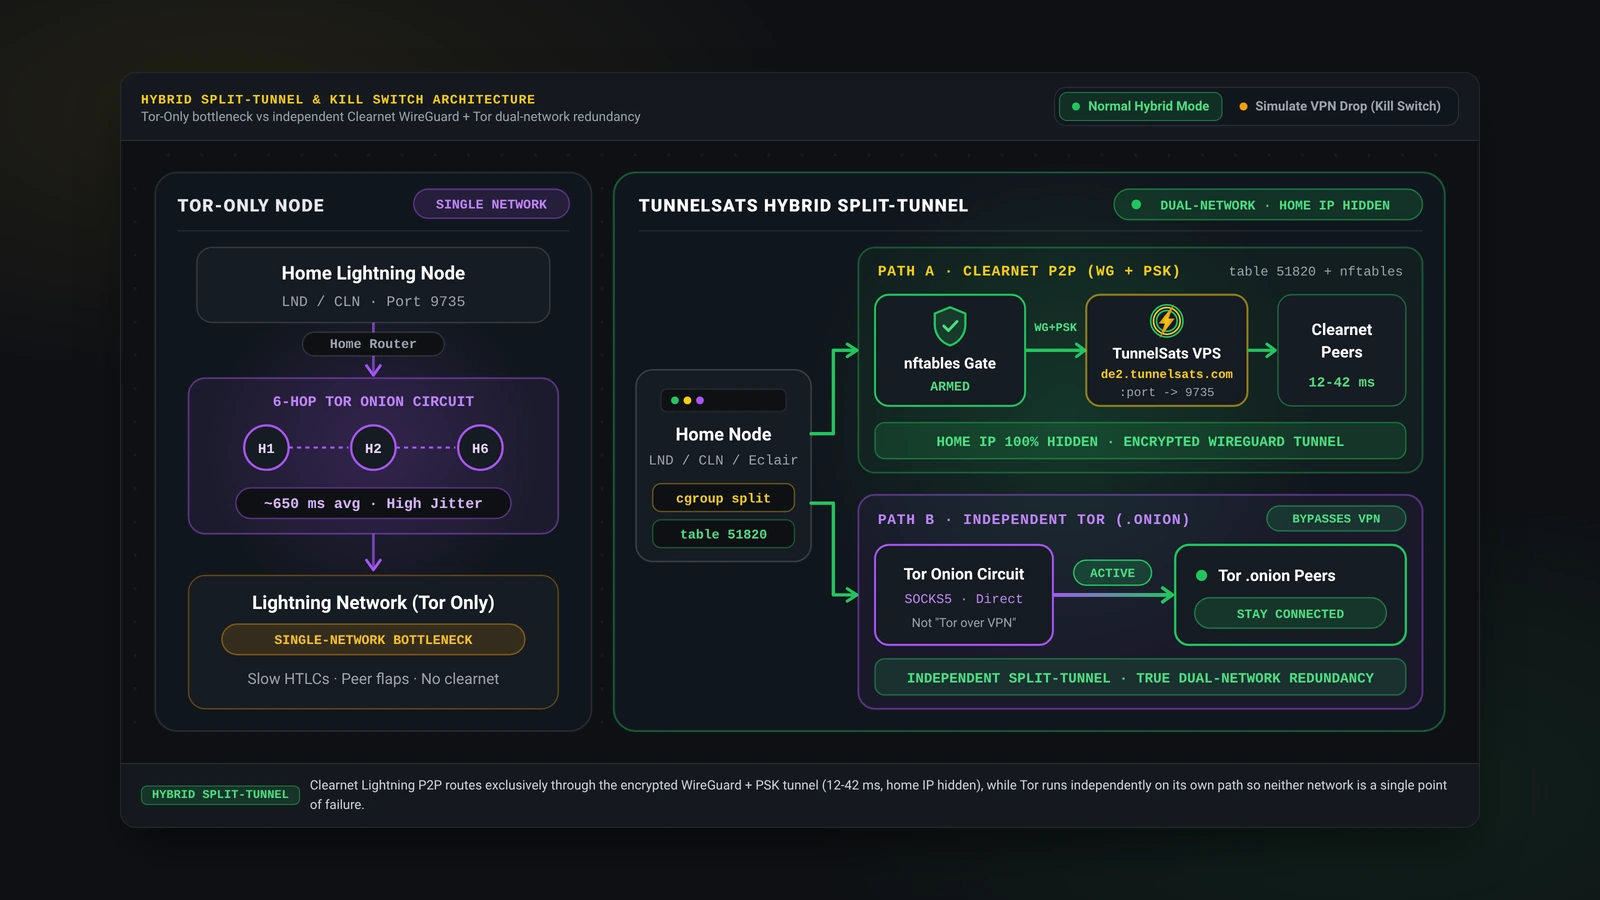 HYBRID SPLIT-TUNNEL & KILL SWITCH ARCHITECTURE
Tor-Only bottleneck vs independent Clearnet WireGuard + Tor dual-network redundancy
Normal Hybrid Mode
Simulate VPN Drop (Kill Switch)
TOR-ONLY NODE
SINGLE NETWORK
Home Lightning Node
LND / CLN · Port 9735
Home Router
6-HOP TOR ONION CIRCUIT
H1
H2
H6
~650 ms avg · High Jitter
Lightning Network (Tor Only)
SINGLE-NETWORK BOTTLENECK
Slow HTLCs · Peer flaps · No clearnet
TUNNELSATS HYBRID SPLIT-TUNNEL
DUAL-NETWORK · HOME IP HIDDEN
Home Node
LND / CLN / Eclair
cgroup split
table 51820
PATH A · CLEARNET P2P (WG + PSK)
table 51820 + nftables
nftables Gate
ARMED
WG+PSK
TunnelSats VPS
de2.tunnelsats.com
:port -> 9735
Clearnet
Peers
12-42 ms
HOME IP 100% HIDDEN · ENCRYPTED WIREGUARD TUNNEL
PATH B · INDEPENDENT TOR (.ONION)
BYPASSES VPN
Tor Onion Circuit
SOCKS5 · Direct
Not "Tor over VPN"
ACTIVE
Tor .onion Peers
STAY CONNECTED
INDEPENDENT SPLIT-TUNNEL · TRUE DUAL-NETWORK REDUNDANCY
HYBRID SPLIT-TUNNEL
Clearnet Lightning P2P routes exclusively through the encrypted WireGuard + PSK tunnel (12-42 ms, home IP hidden), while Tor runs independently on its own path so neither network is a single point
of failure.